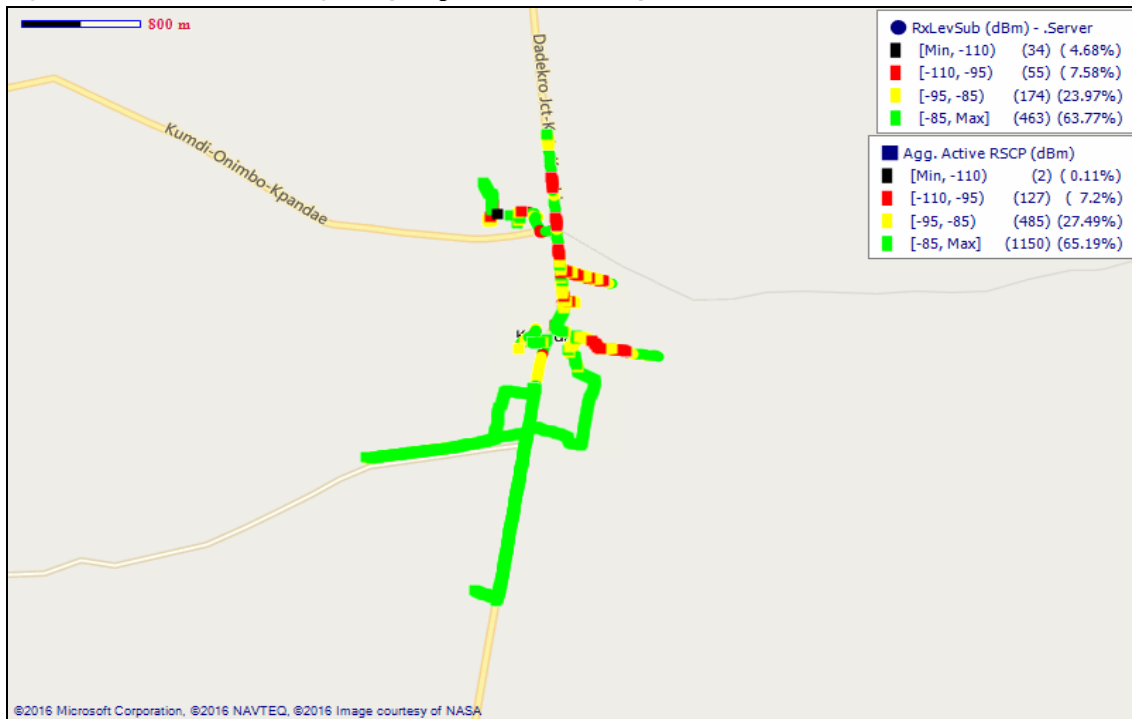 800 m
RxLevSub (dBm) - .Server
[Min, -110) (34) ( 4.68%)
[-110, -95) (55) ( 7.58%)
[-95, -85) (174) (23.97%)
[-85, Max] (463) (63.77%)
Agg. Active RSCP (dBm)
[Min, -110) (2) ( 0.11%)
[-110, -95) (127) ( 7.2%)
[-95, -85) (485) (27.49%)
[-85, Max] (1150) (65.19%)
Dadekro Jct-K
Kumdi-Onimbo-Kpandae
©2016 Microsoft Corporation, ©2016 NAVTEQ, ©2016 Image courtesy of NASA